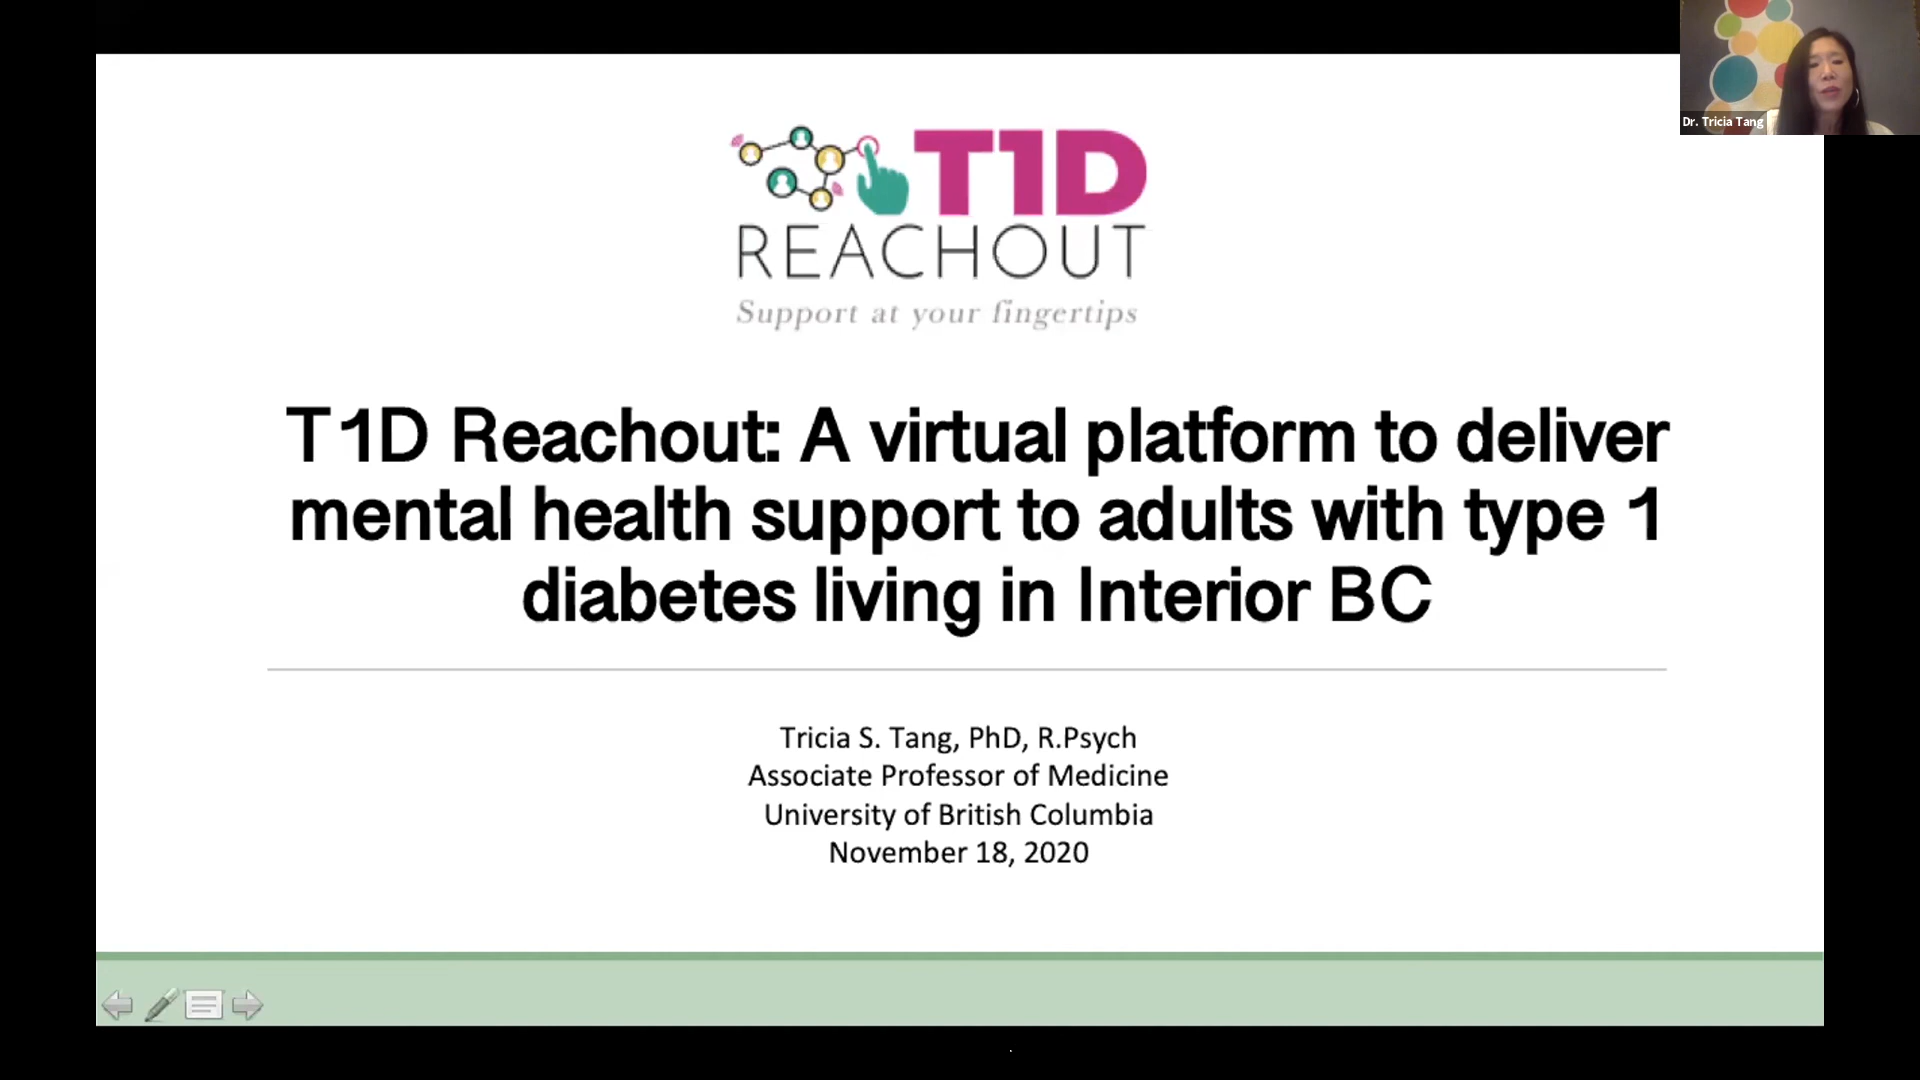 Dr. Tricia Tang
T1D
REACHOUT
Support at your fingertips
T1D Reachout: A virtual platform to deliver
mental health support to adults with type 1
diabetes living in Interior BC
Tricia S. Tang, PhD, R.Psych
Associate Professor of Medicine
University of British Columbia
November 18, 2020